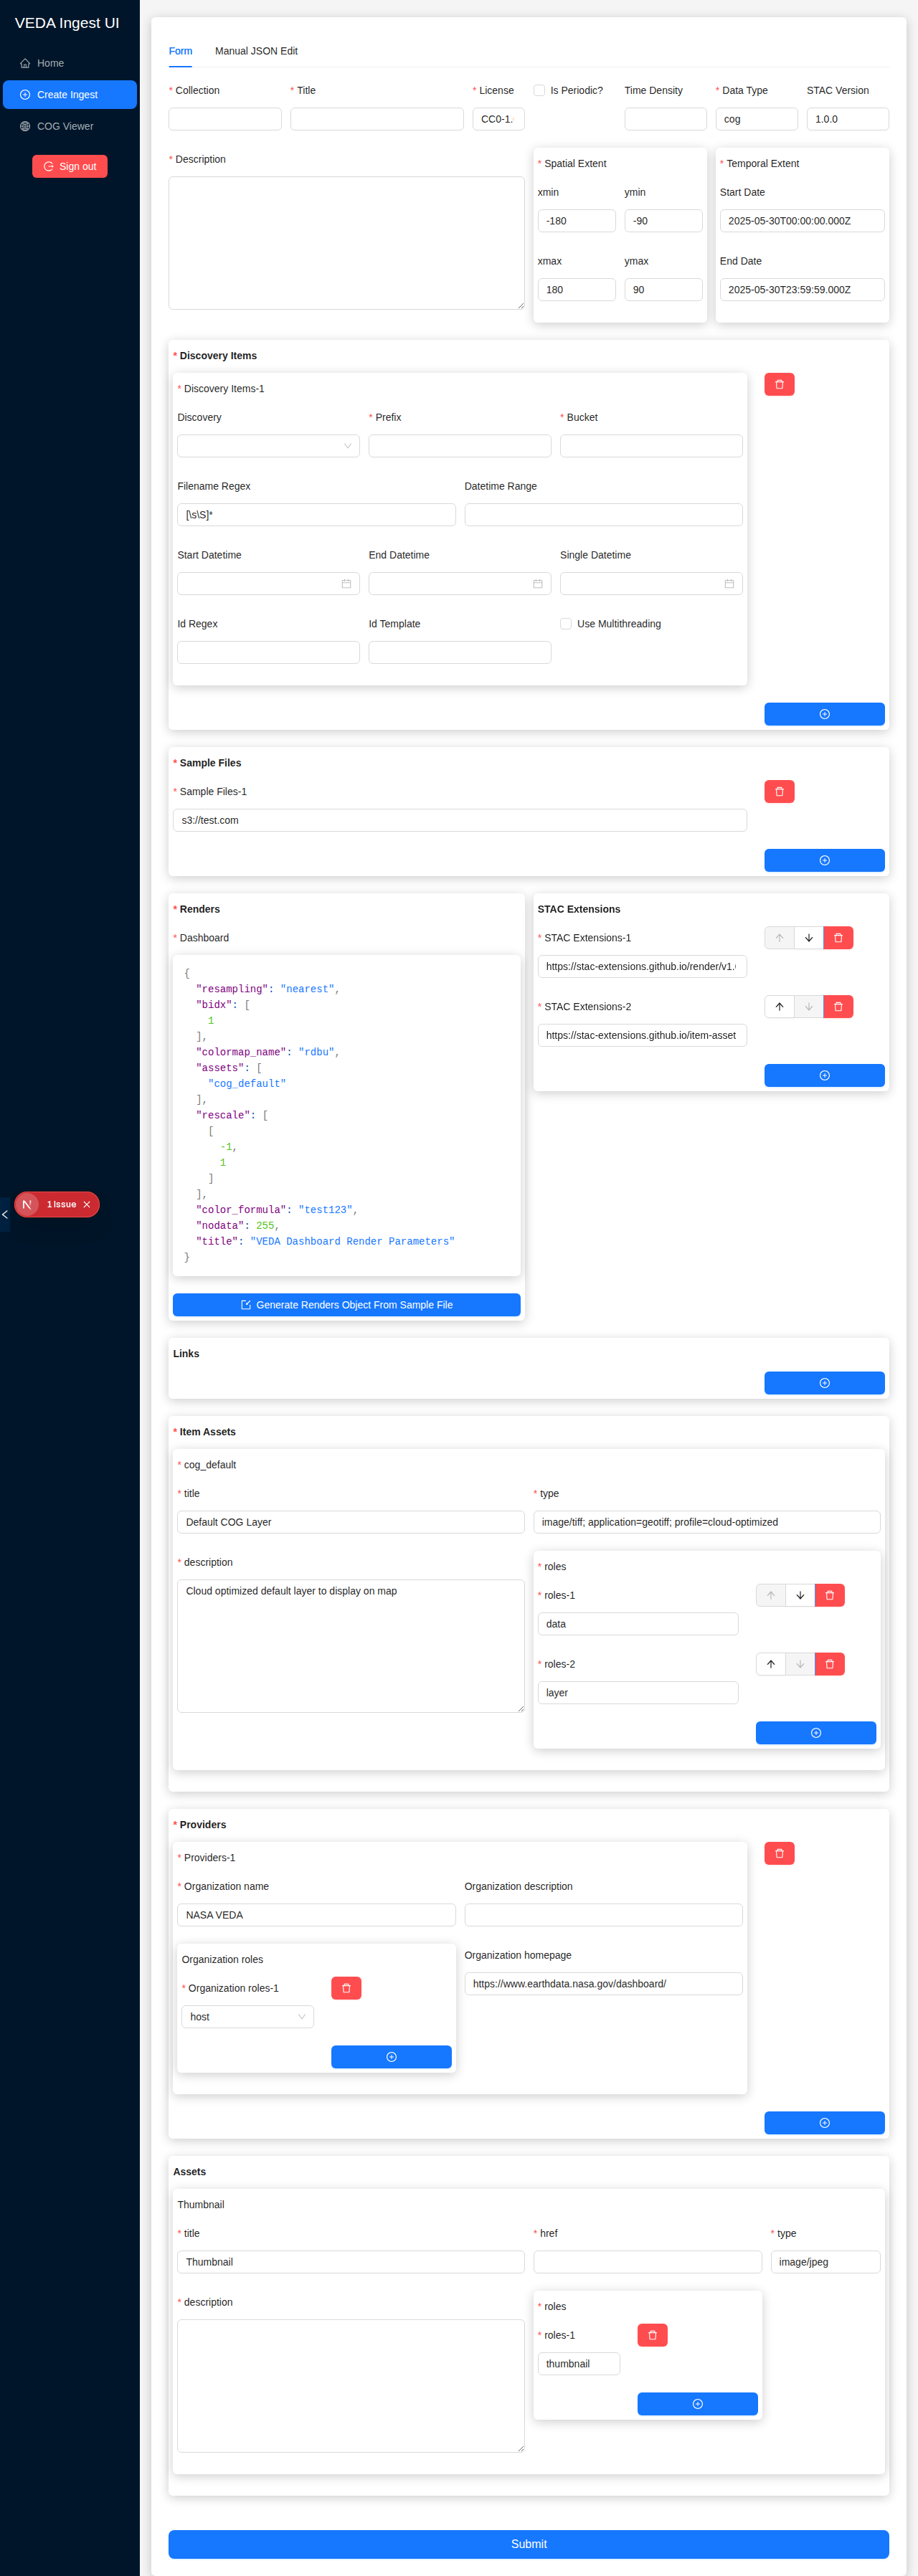 VEDA Ingest UI
Home
Create Ingest
COG Viewer
Sign out
1 Issue
Form Manual JSON Edit
* Collection * Title * License Is Periodic? Time Density * Data Type STAC Version
CC0-1. cog 1.0.0
* Description
* Spatial Extent
xmin ymin
-180 -90
xmax ymax
180 90
* Temporal Extent
Start Date
2025-05-30T00:00:00.000Z
End Date
2025-05-30T23:59:59.000Z
* Discovery Items
* Discovery Items-1
Discovery * Prefix * Bucket
Filename Regex Datetime Range
[\s\S]*
Start Datetime End Datetime Single Datetime
Id Regex Id Template Use Multithreading
* Sample Files
* Sample Files-1
s3://test.com
* Renders
* Dashboard
{
"resampling": "nearest",
"bidx": [
1
],
"colormap_name": "rdbu",
"assets": [
"cog_default"
],
"rescale": [
[
-1,
1
]
],
"color_formula": "test123",
"nodata": 255,
"title": "VEDA Dashboard Render Parameters"
}
Generate Renders Object From Sample File
STAC Extensions
* STAC Extensions-1
https://stac-extensions.github.io/render/v1.
* STAC Extensions-2
https://stac-extensions.github.io/item-asset
Links
* Item Assets
* cog_default
* title * type
Default COG Layer image/tiff; application=geotiff; profile=cloud-optimized
* description
Cloud optimized default layer to display on map
* roles
* roles-1
data
* roles-2
layer
* Providers
* Providers-1
* Organization name Organization description
NASA VEDA
Organization roles
* Organization roles-1
host
Organization homepage
https://www.earthdata.nasa.gov/dashboard/
Assets
Thumbnail
* title * href * type
Thumbnail image/jpeg
* description
* roles
* roles-1
thumbnail
Submit